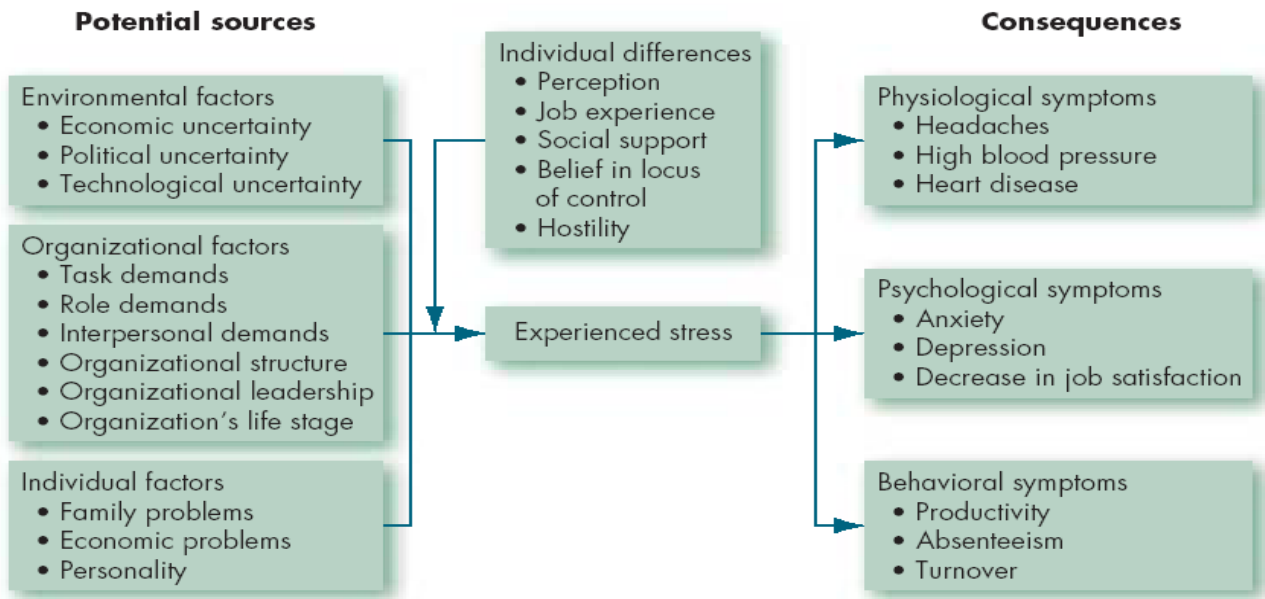 Potential sources
Environmental factors
• Economic uncertainty
• Political uncertainty
• Technological uncertainty
Organizational factors
• Task demands
• Role demands
• Interpersonal demands
• Organizational structure
• Organizational leadership
• Organization's life stage
Individual factors
• Family problems
• Economic problems
• Personality
Individual differences
• Perception
• Job experience
• Social support
• Belief in locus
of control
• Hostility
Experienced stress
Consequences
Physiological symptoms
• Headaches
• High blood pressure
• Heart disease
Psychological symptoms
• Anxiety
• Depression
• Decrease in job satisfaction
Behavioral symptoms
• Productivity
• Absenteeism
• Turnover